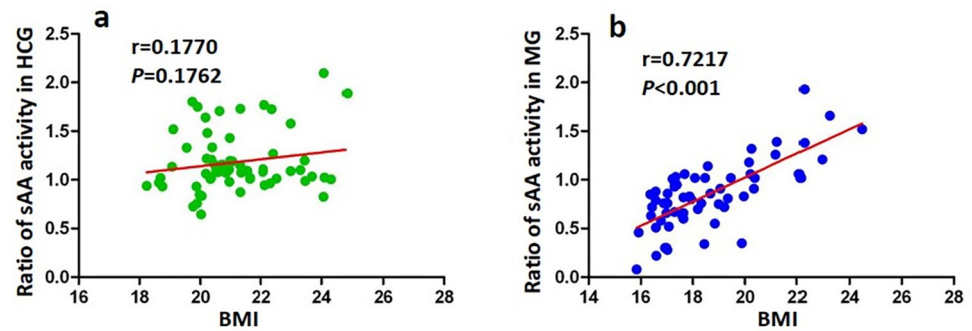 a
r=0.1770
P=0.1762
Ratio of sAA activity in HCG
2.5
2.0
1.5
1.0
0.5
0.0
16 18 20 22 24 26 28
BMI
b
r=0.7217
P<0.001
Ratio of sAA activity in MG
2.5
2.0
1.5
1.0
0.5
0.0
14 16 18 20 22 24 26 28
BMI